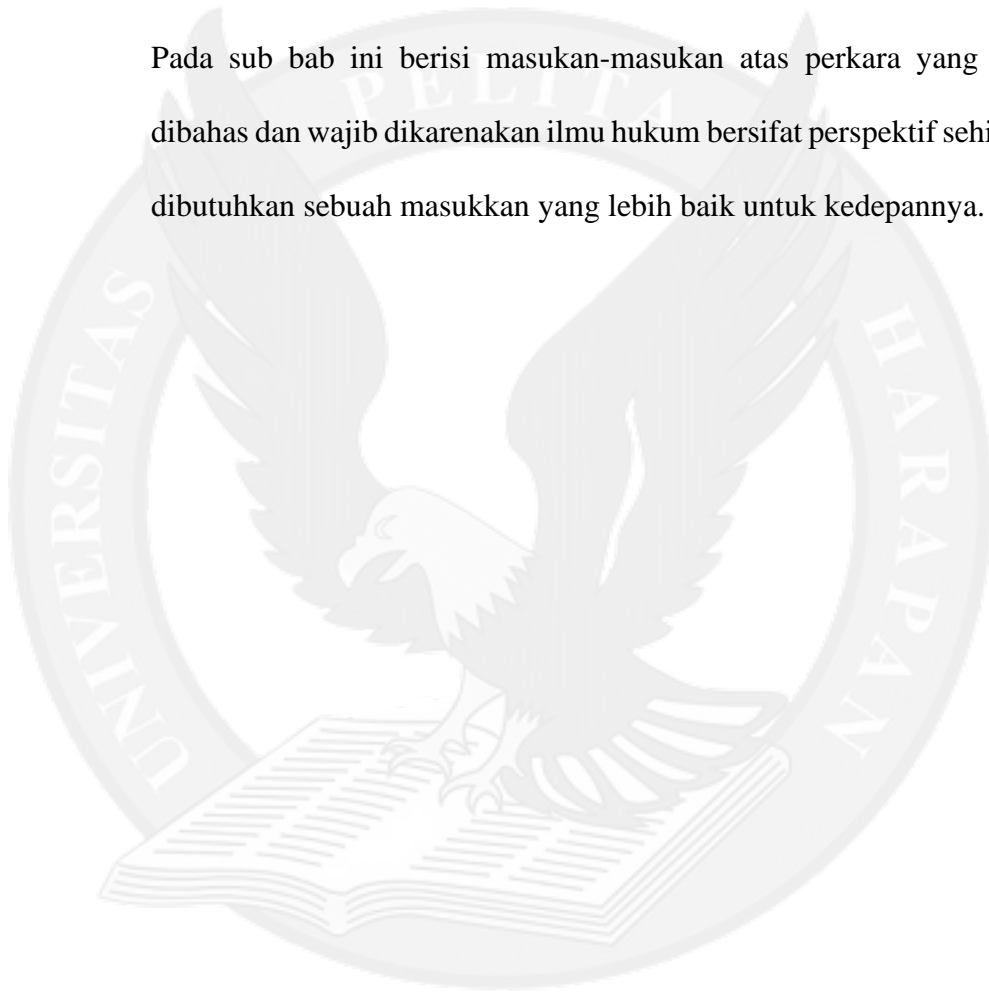 Pada sub bab ini berisi masukan-masukan atas perkara yang
dibahas dan wajib dikarenakan ilmu hukum bersifat perspektif sehi
dibutuhkan sebuah masukkan yang lebih baik untuk kedepannya.
UNIVERSITAS PELITA HARAPAN